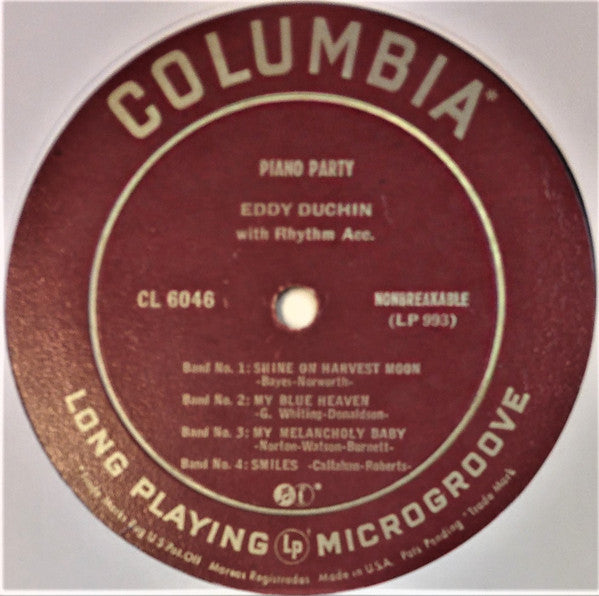 COLUMBIA*
PIANO PARTY
EDDY DUCHIN
with Rhythm Acc.
CL 6046
NONBREAKABLE
(LP 993)
Band No. 1: SHINE ON HARVEST MOON
-Bayes-Norworth-
Band No. 2: MY BLUE HEAVEN
-G. Whiting-Donaldson-
Band No. 3: MY MELANCHOLY BABY
-Norton-Watson-Burnett-
Band No. 4: SMILES -Callahan-Roberts-
LONG PLAYING Lp MICROGROOVE
"Trade Marks Reg U S Pat. Off Marcas Registradas Made in U.S.A. Pats Pending *Trade Mark